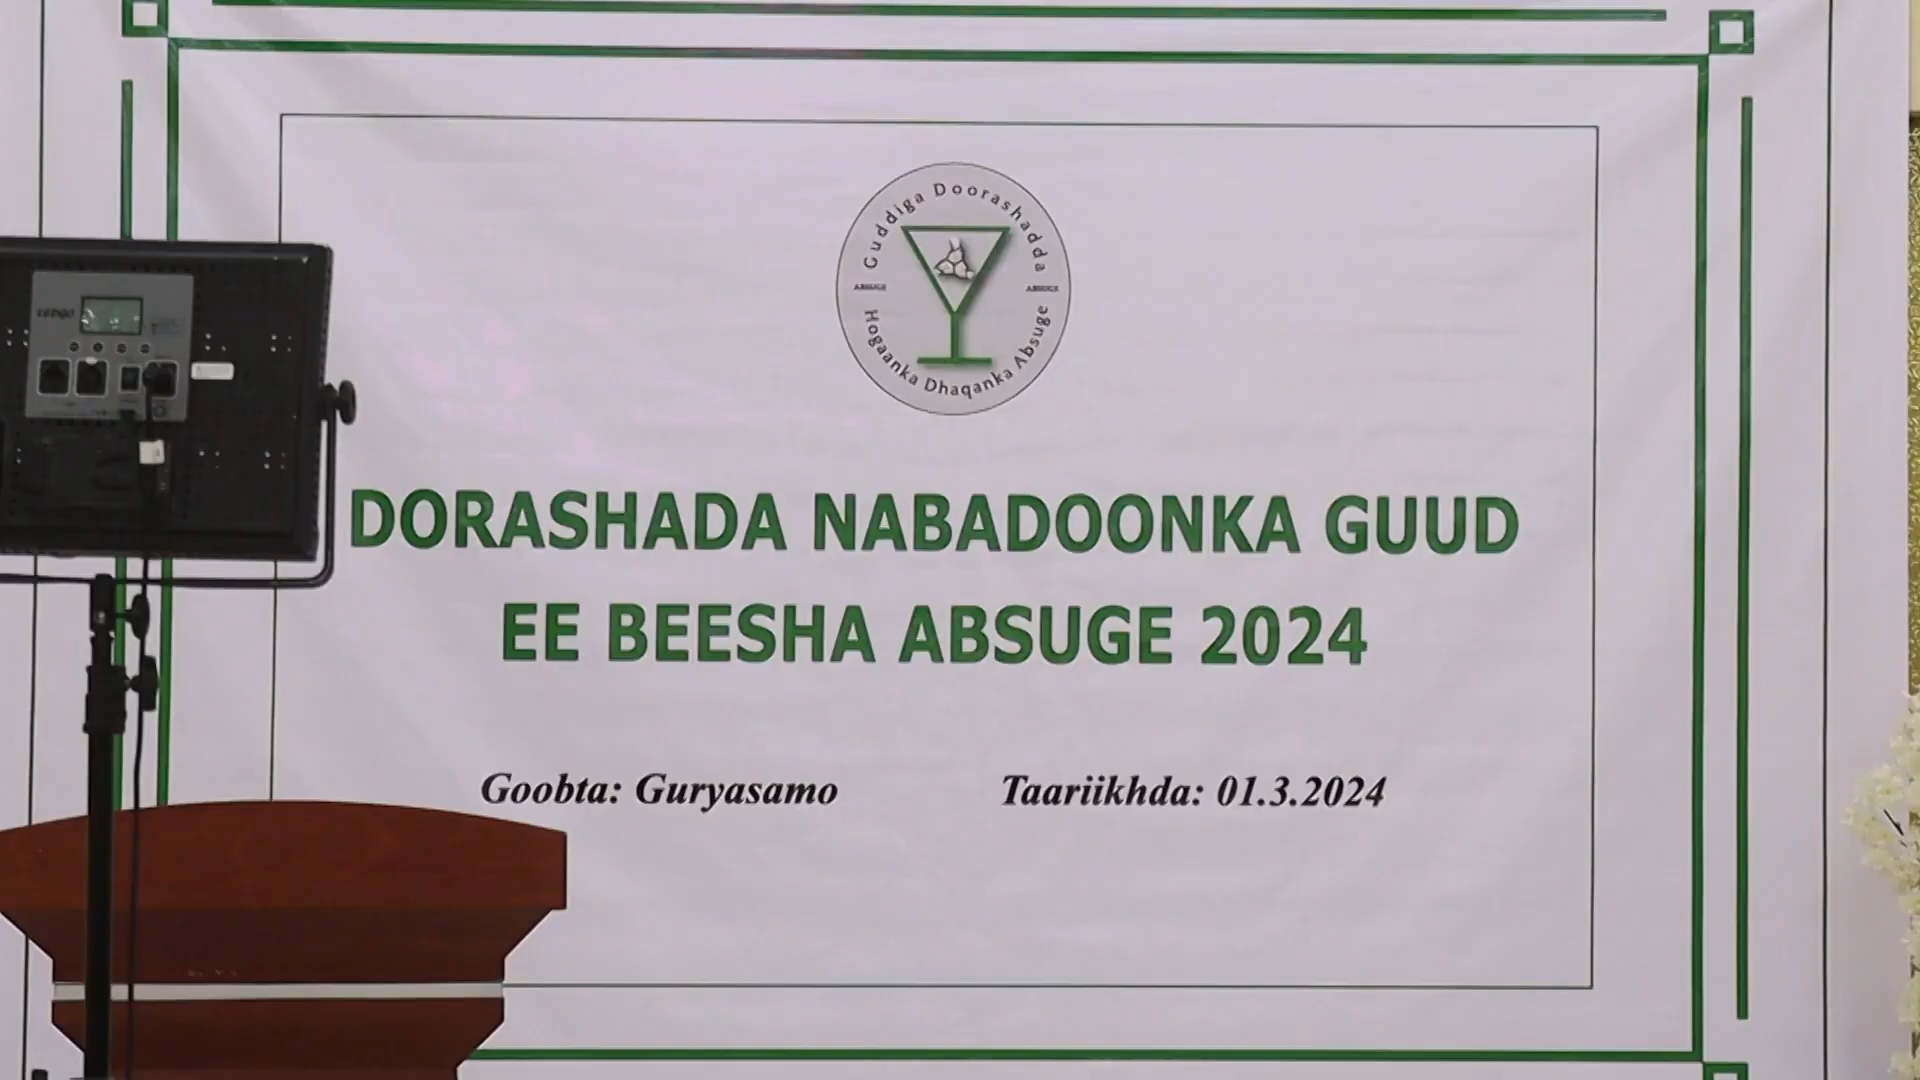 Guddiga Doorashadda
ABSUGE ABSUGE
Hogaanka Dhaqanka Absuge
DORASHADA NABADOONKA GUUD
EE BEESHA ABSUGE 2024
Goobta: Guryasamo Taariikhda: 01.3.2024